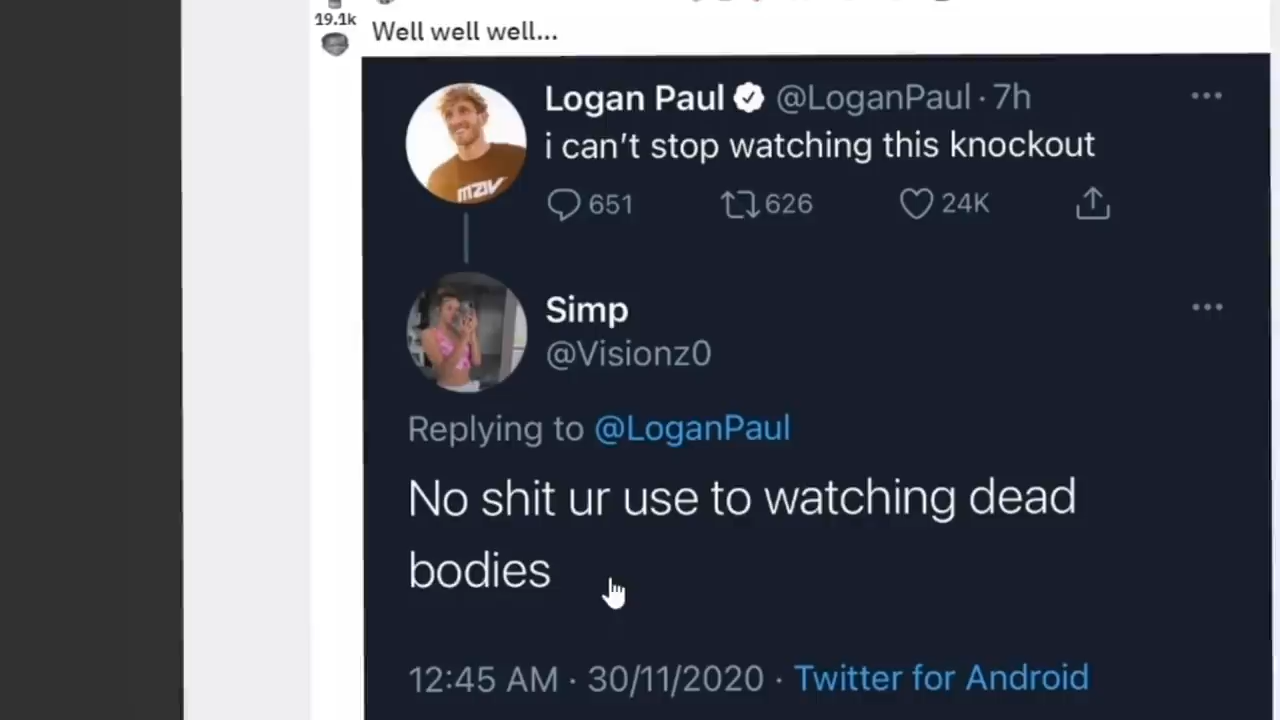 19.1k
Well well well...
Logan Paul @LoganPaul · 7h
i can't stop watching this knockout
651 626 24K
MZIV
Simp
@Visionz0
Replying to @LoganPaul
No shit ur use to watching dead
bodies
12:45 AM · 30/11/2020 · Twitter for Android